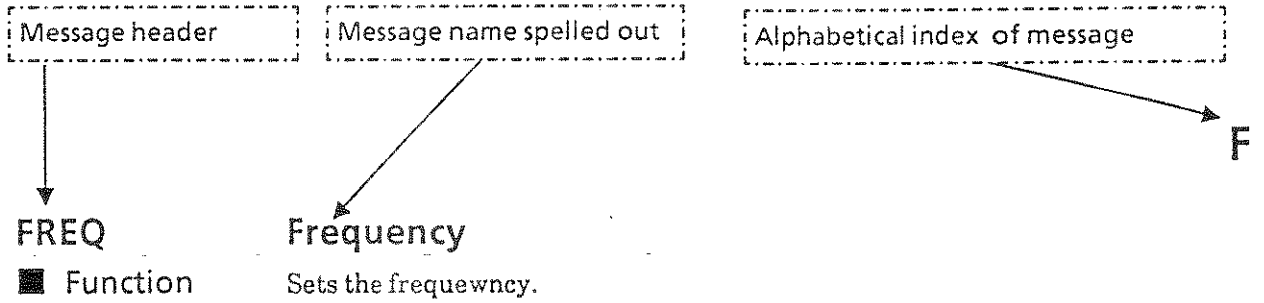 Message header Message name spelled out Alphabetical index of message
F
FREQ Frequency
■ Function Sets the frequewncy.